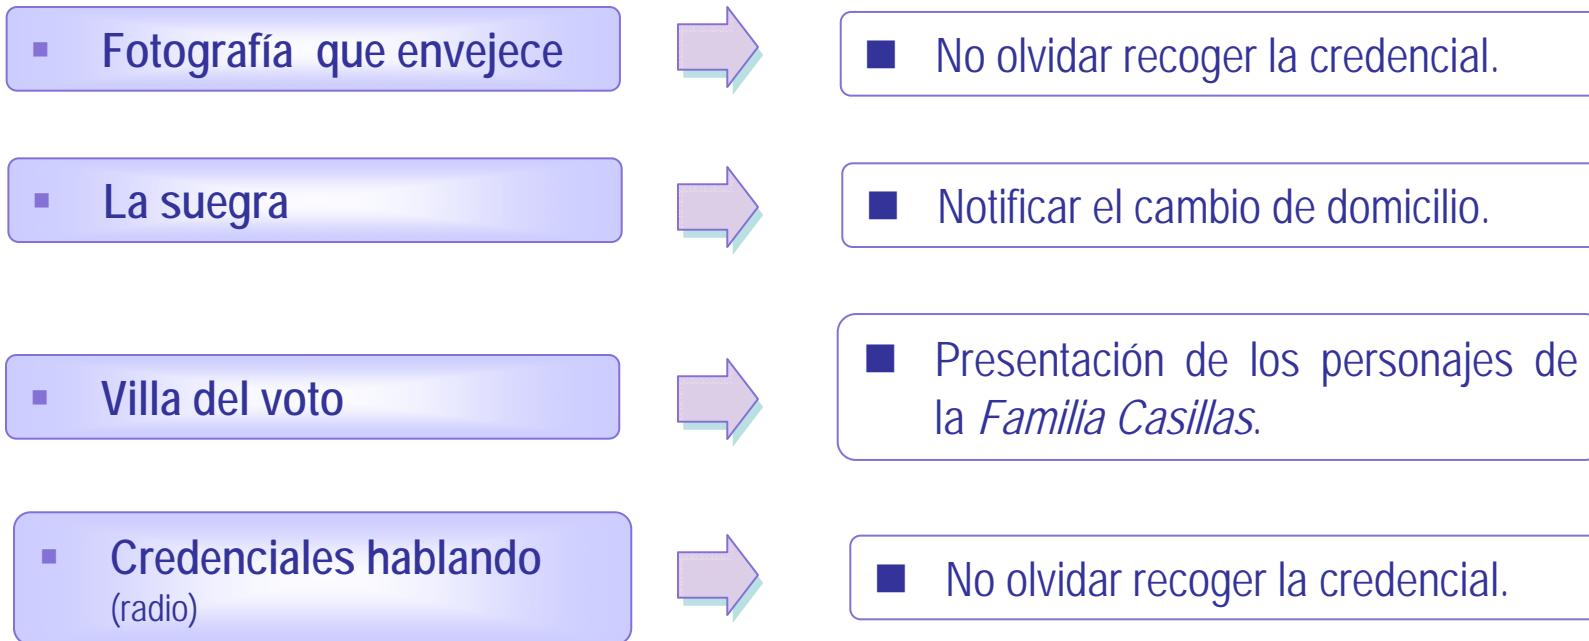 Fotografía que envejece
No olvidar recoger la credencial.
La suegra
Notificar el cambio de domicilio.
Villa del voto
Presentación de los personajes de
la Familia Casillas.
Credenciales hablando
(radio)
No olvidar recoger la credencial.